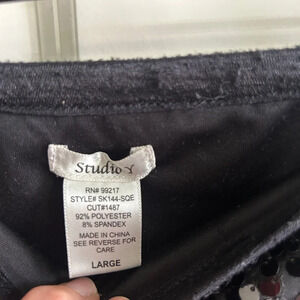 Studio Y
RN# 99217
STYLE# SK144-SQE
CUT#1487
92% POLYESTER
8% SPANDEX
MADE IN CHINA
SEE REVERSE FOR
CARE
LARGE